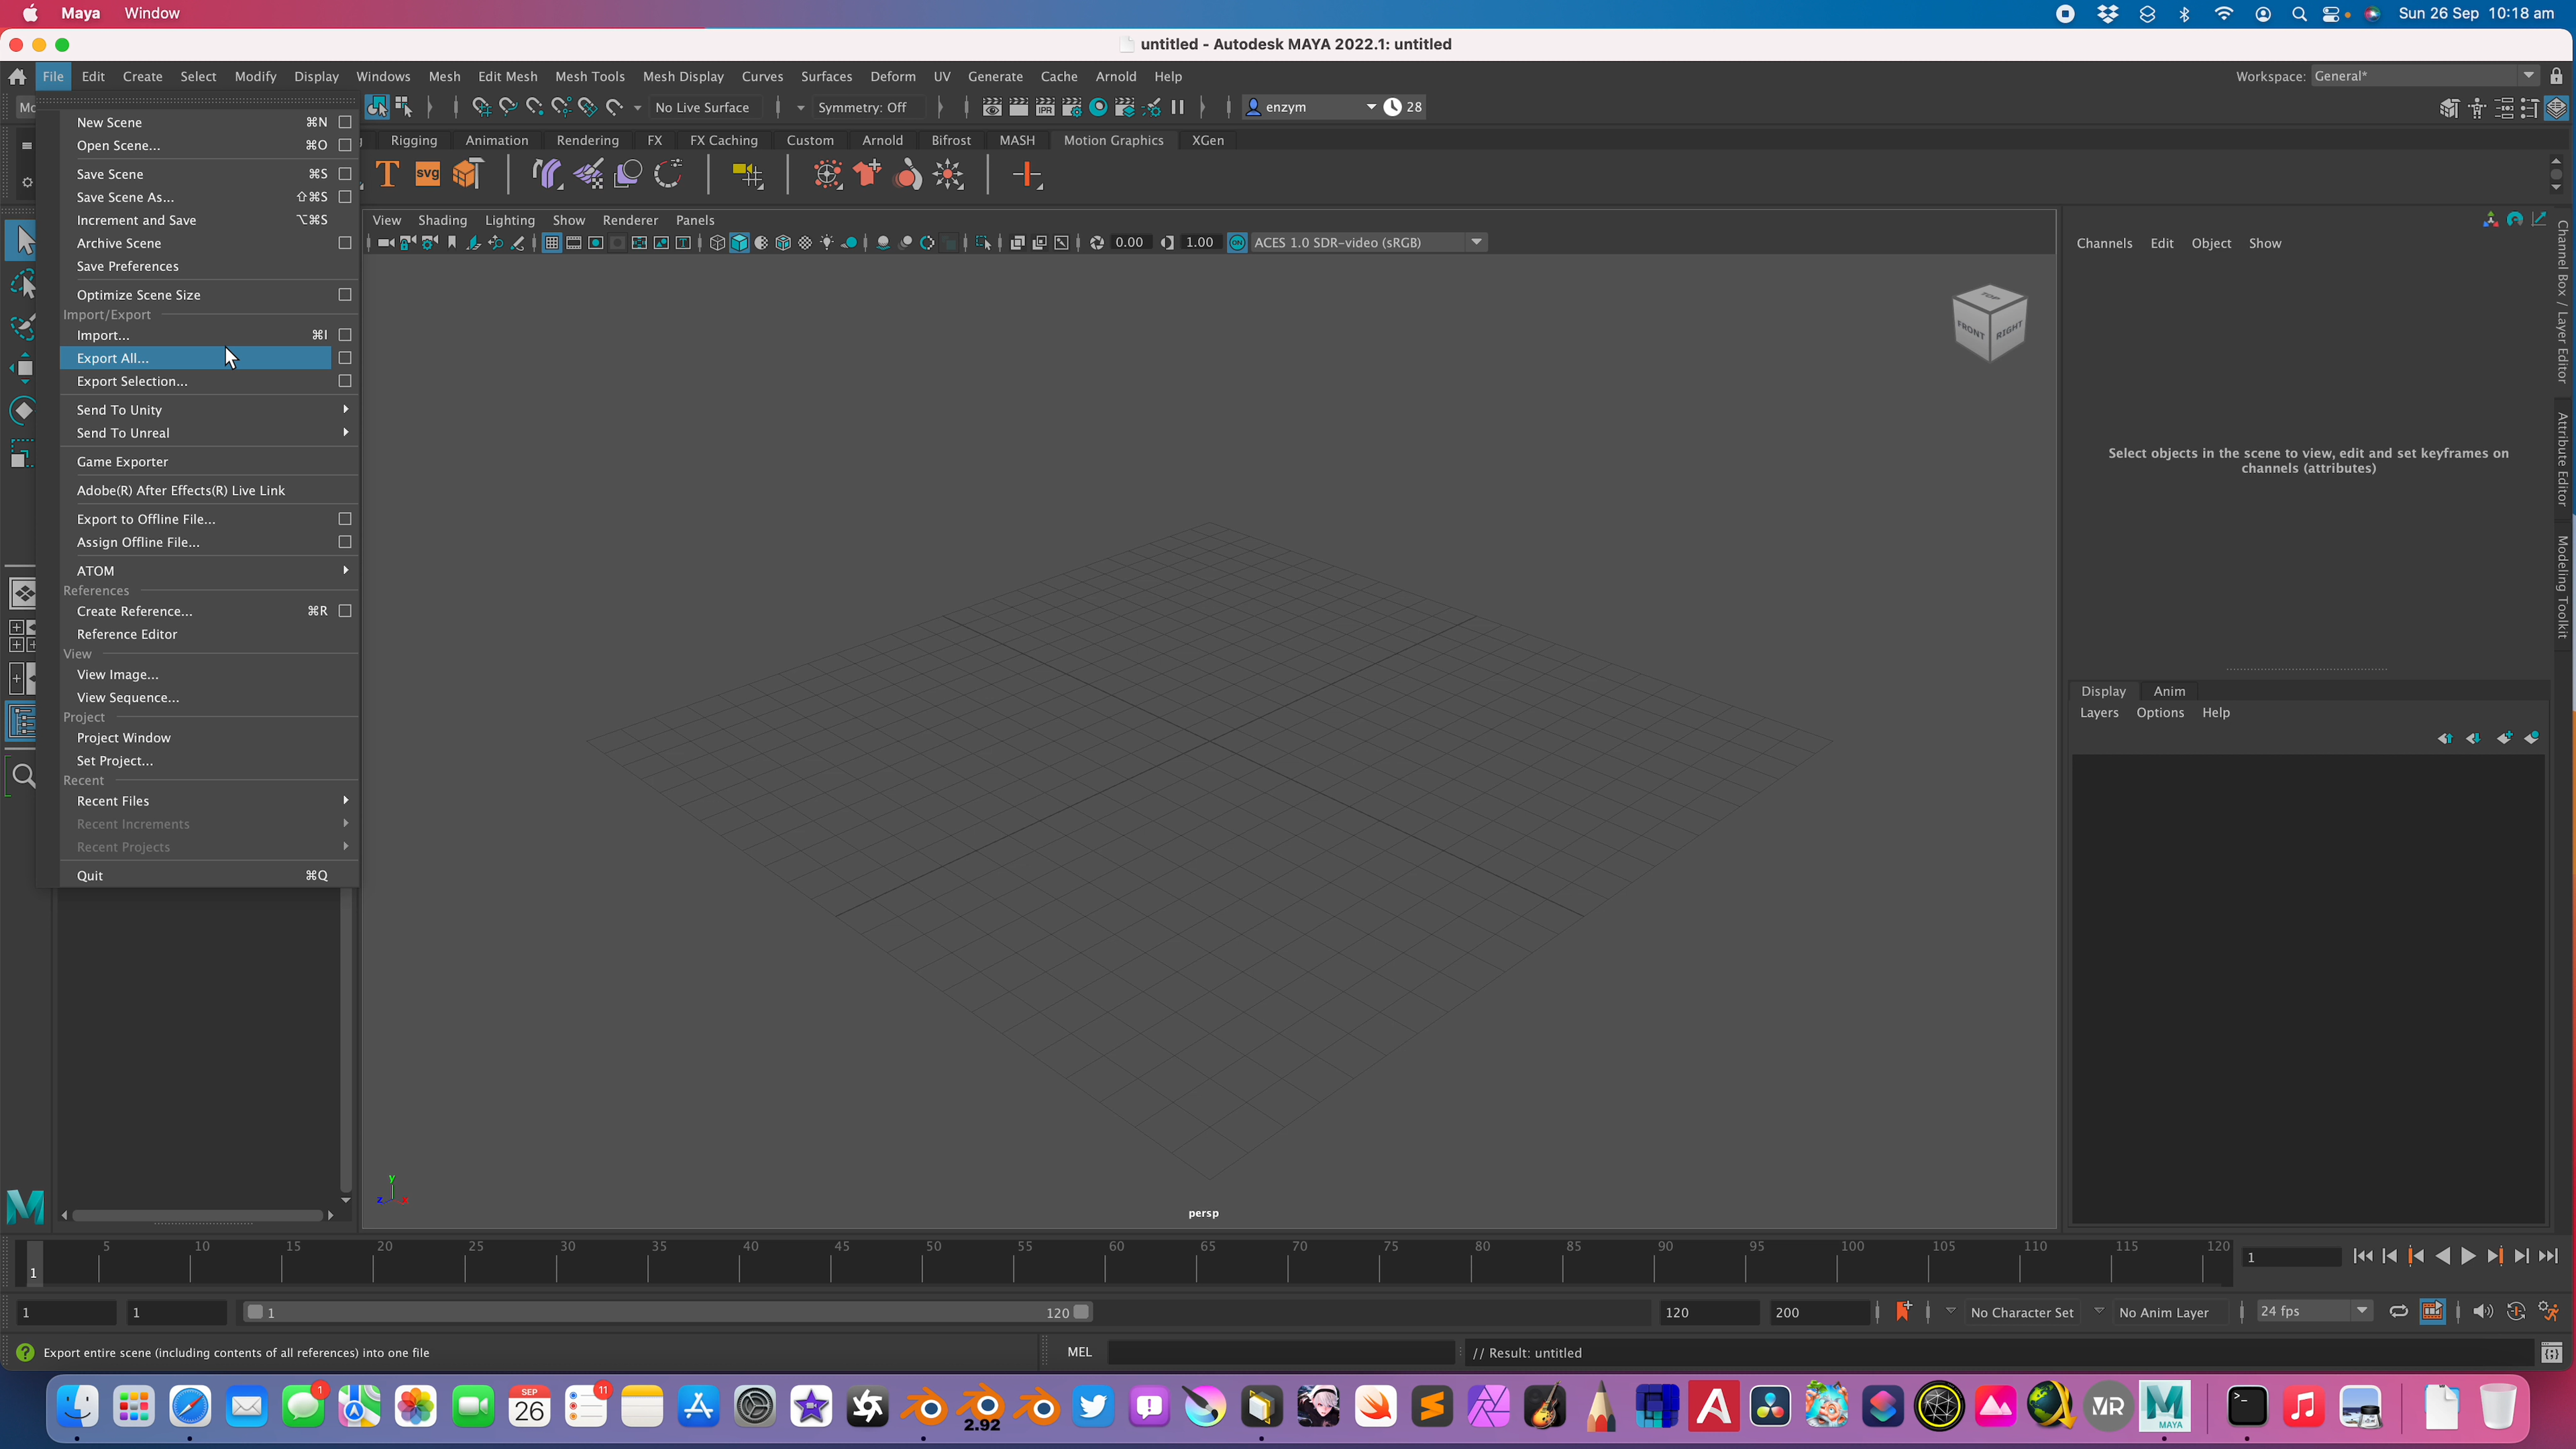 Maya Window Sun 26 Sep 10:18 am
untitled - Autodesk MAYA 2022.1: untitled
File Edit Create Select Modify Display Windows Mesh Edit Mesh Mesh Tools Mesh Display Curves Surfaces Deform UV Generate Cache Arnold Help Workspace: General*
Mo No Live Surface Symmetry: Off IPR enzym 28
Rigging Animation Rendering FX FX Caching Custom Arnold Bifrost MASH Motion Graphics XGen
T svg
New Scene ⌘N
Open Scene... ⌘O
Save Scene ⌘S
Save Scene As... ⇧⌘S
Increment and Save ⌥⌘S
Archive Scene
Save Preferences
Optimize Scene Size
Import/Export
Import... ⌘I
Export All...
Export Selection...
Send To Unity
Send To Unreal
Game Exporter
Adobe(R) After Effects(R) Live Link
Export to Offline File...
Assign Offline File...
ATOM
References
Create Reference... ⌘R
Reference Editor
View
View Image...
View Sequence...
Project
Project Window
Set Project...
Recent
Recent Files
Recent Increments
Recent Projects
Quit ⌘Q
View Shading Lighting Show Renderer Panels
0.00 1.00 ON ACES 1.0 SDR-video (sRGB)
TOP
FRONT RIGHT
y
z x
persp
Channels Edit Object Show
Select objects in the scene to view, edit and set keyframes on
channels (attributes)
Display Anim
Layers Options Help
Channel Box / Layer Editor
Attribute Editor
Modeling Toolkit
5 10 15 20 25 30 35 40 45 50 55 60 65 70 75 80 85 90 95 100 105 110 115 120
1 1
1 1 1 120 120 200 No Character Set No Anim Layer 24 fps
Export entire scene (including contents of all references) into one file MEL // Result: untitled
1 SEP 26 11 2.92 VR MAYA